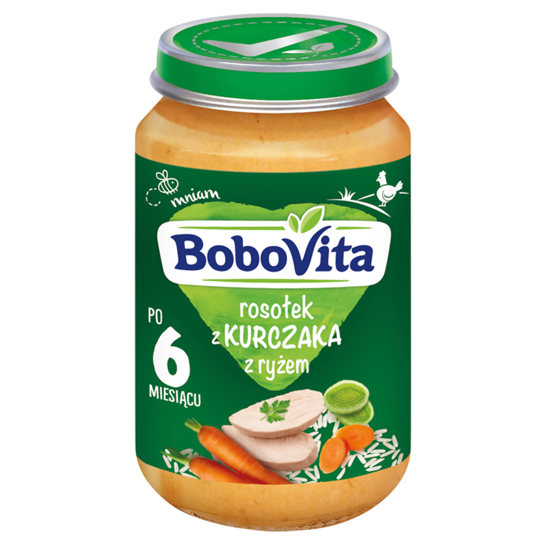 mniam
BoboVita
rosołek
z KURCZAKA
z ryżem
PO
6
MIESIĄCU